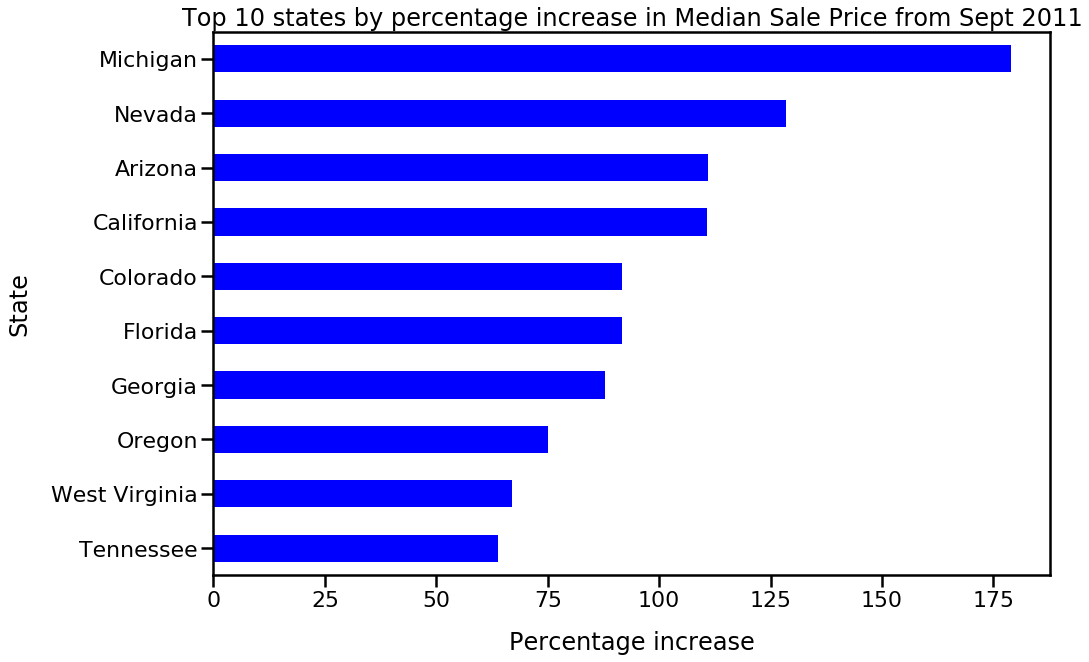 Top 10 states by percentage increase in Median Sale Price from Sept 2011
Michigan
Nevada
Arizona
California
Colorado
Florida
Georgia
Oregon
West Virginia
Tennessee
State
0 25 50 75 100 125 150 175
Percentage increase